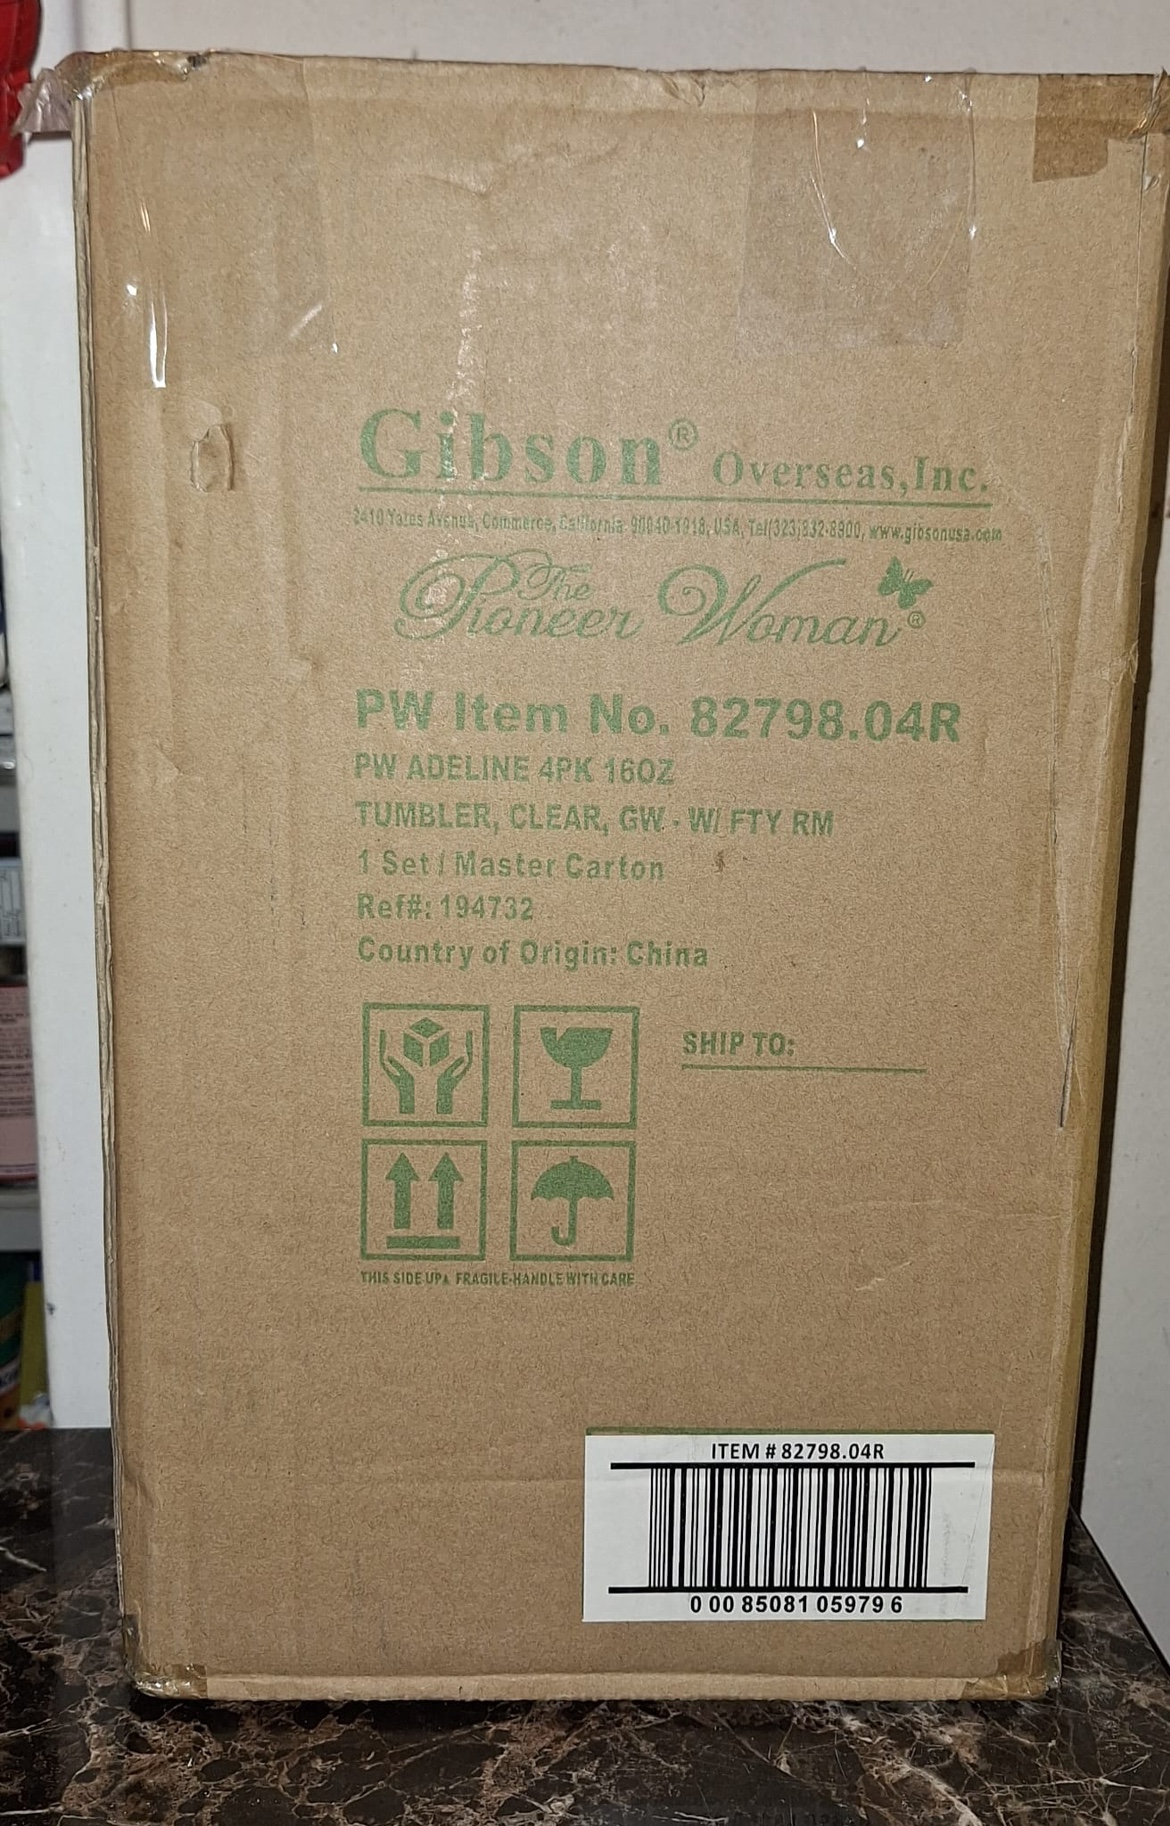 Gibson® Overseas,Inc.
2410 Yates Avenue, Commerce, California 90040-1918, USA, Tel(323)832-8900, www.gibsonusa.com
The
Pioneer Woman®
PW Item No. 82798.04R
PW ADELINE 4PK 16OZ
TUMBLER, CLEAR, GW - W/ FTY RM
1 Set / Master Carton
Ref#: 194732
Country of Origin: China
SHIP TO:
THIS SIDE UP. FRAGILE-HANDLE WITH CARE
ITEM # 82798.04R
0 00 85081 05979 6